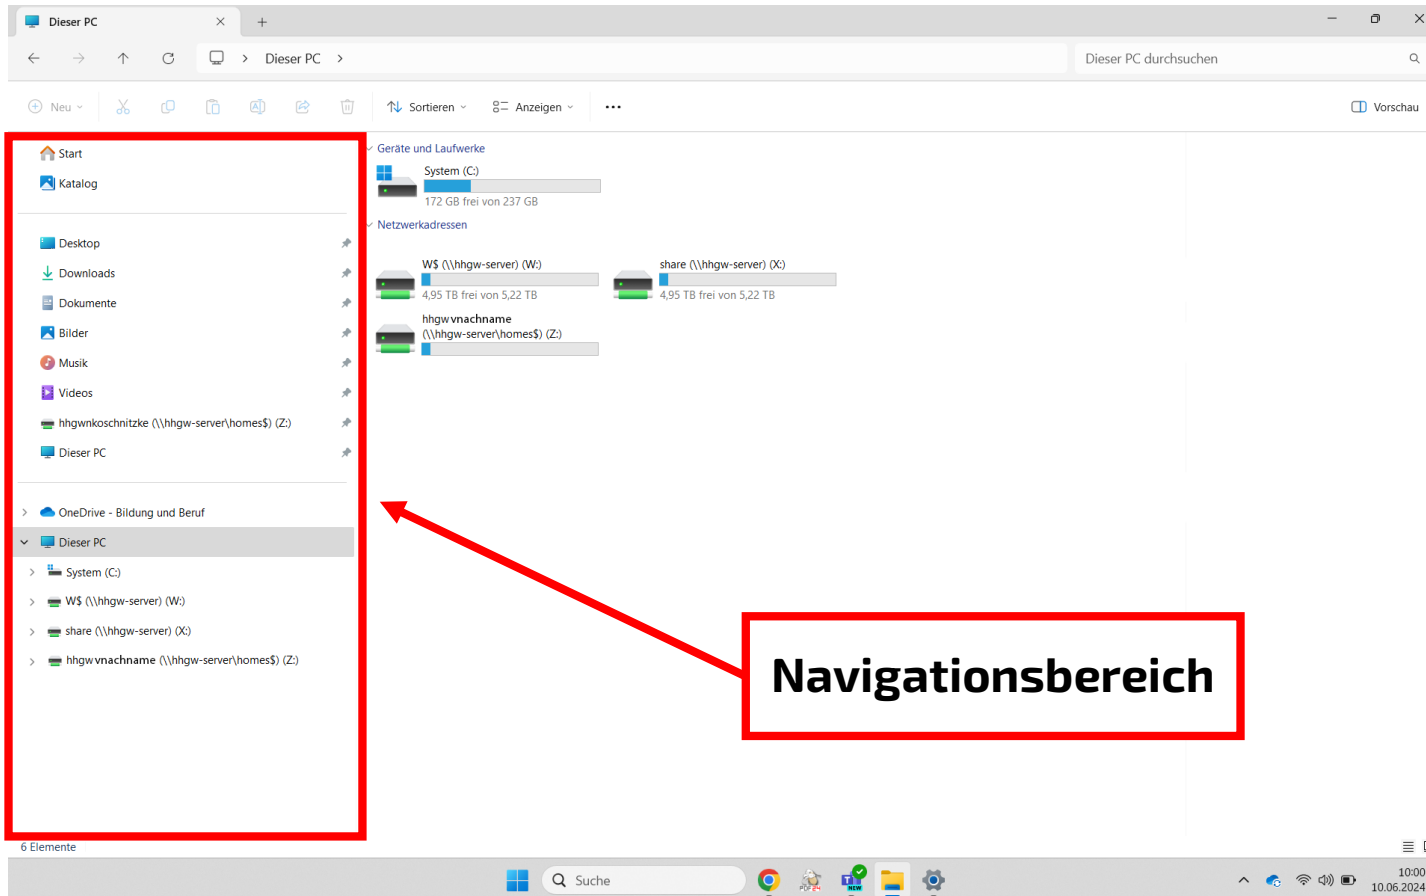 Dieser PC
Dieser PC
Dieser PC durchsuchen
Neu
Sortieren
Anzeigen
Vorschau
Start
Katalog
Desktop
Downloads
Dokumente
Bilder
Musik
Videos
hhgwnkoschnitzke (\\hhgw-server\homes$) (Z:)
Dieser PC
OneDrive - Bildung und Beruf
Dieser PC
System (C:)
W$ (\\hhgw-server) (W:)
share (\\hhgw-server) (X:)
hhgwvnachname (\\hhgw-server\homes$) (Z:)
Geräte und Laufwerke
System (C:)
172 GB frei von 237 GB
Netzwerkadressen
W$ (\\hhgw-server) (W:)
4,95 TB frei von 5,22 TB
share (\\hhgw-server) (X:)
4,95 TB frei von 5,22 TB
hhgwvnachname
(\\hhgw-server\homes$) (Z:)
Navigationsbereich
6 Elemente
Suche
PDF24
NEW
10:04
10.06.2024